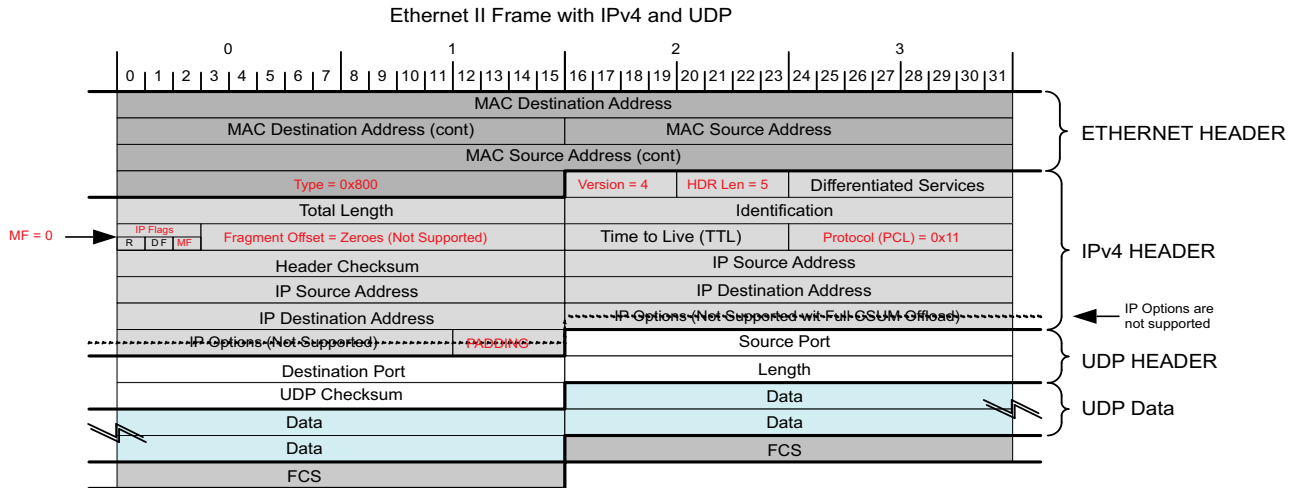 Ethernet II Frame with IPv4 and UDP
0 1 2 3
0 1 2 3 4 5 6 7 8 9 10 11 12 13 14 15 16 17 18 19 20 21 22 23 24 25 26 27 28 29 30 31
MAC Destination Address
MAC Destination Address (cont) MAC Source Address
MAC Source Address (cont)
ETHERNET HEADER
Type = 0x800 Version = 4 HDR Len = 5 Differentiated Services
Total Length Identification
MF = 0
IP Flags
R D F MF
Fragment Offset = Zeroes (Not Supported) Time to Live (TTL) Protocol (PCL) = 0x11
Header Checksum IP Source Address
IPv4 HEADER
IP Source Address IP Destination Address
IP Destination Address IP Options (Not Supported wit Full CSUM Offload)
IP Options are
not supported
IP Options (Not Supported) PADDING Source Port
UDP HEADER
Destination Port Length
UDP Checksum Data
UDP Data
Data Data
Data FCS
FCS